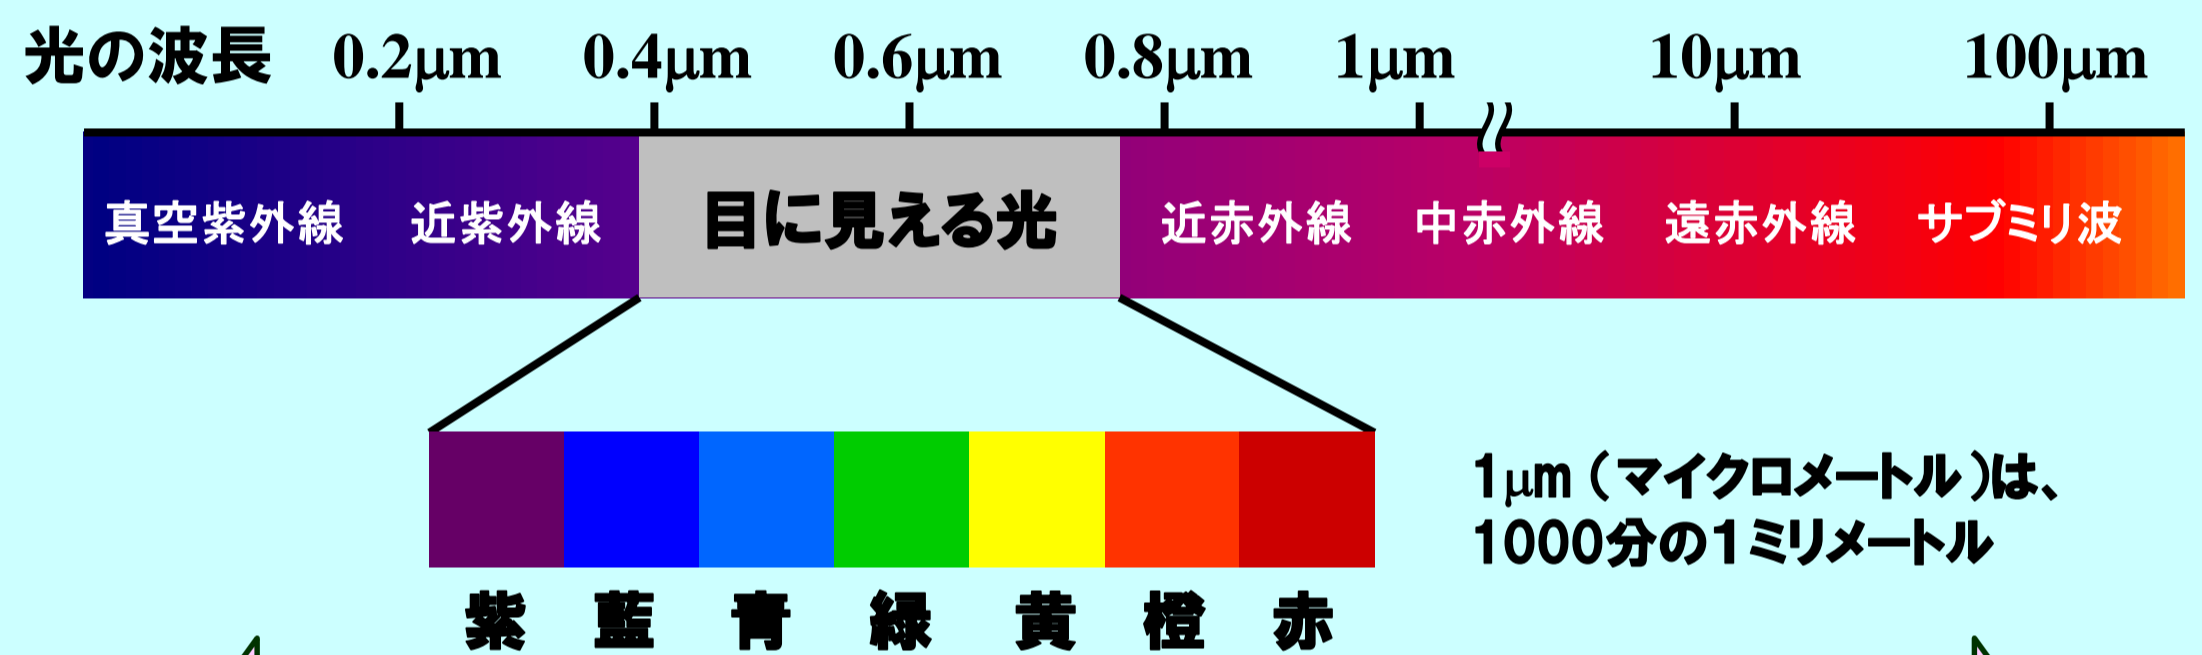 光の波長 0.2μm 0.4μm 0.6μm 0.8μm 1μm 10μm 100μm
真空紫外線 近紫外線 目に見える光 近赤外線 中赤外線 遠赤外線 サブミリ波
1μm(マイクロメートル)は、
1000分の1ミリメートル
紫 藍 青 緑 黄 橙 赤